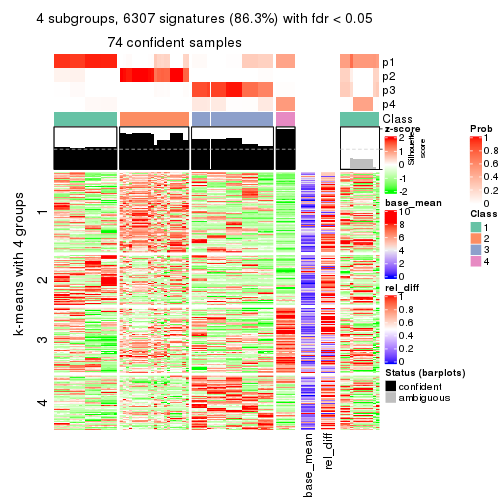 4 subgroups, 6307 signatures (86.3%) with fdr < 0.05
74 confident samples
p1
p2
p3
p4
Class
Silhouette score
k-means with 4 groups
1
2
3
4
base_mean
rel_diff
z-score
2
1
0
-1
-2
base_mean
10
8
6
4
2
0
rel_diff
1
0.8
0.6
0.4
0.2
0
Status (barplots)
confident
ambiguous
Prob
1
0.8
0.6
0.4
0.2
0
Class
1
2
3
4